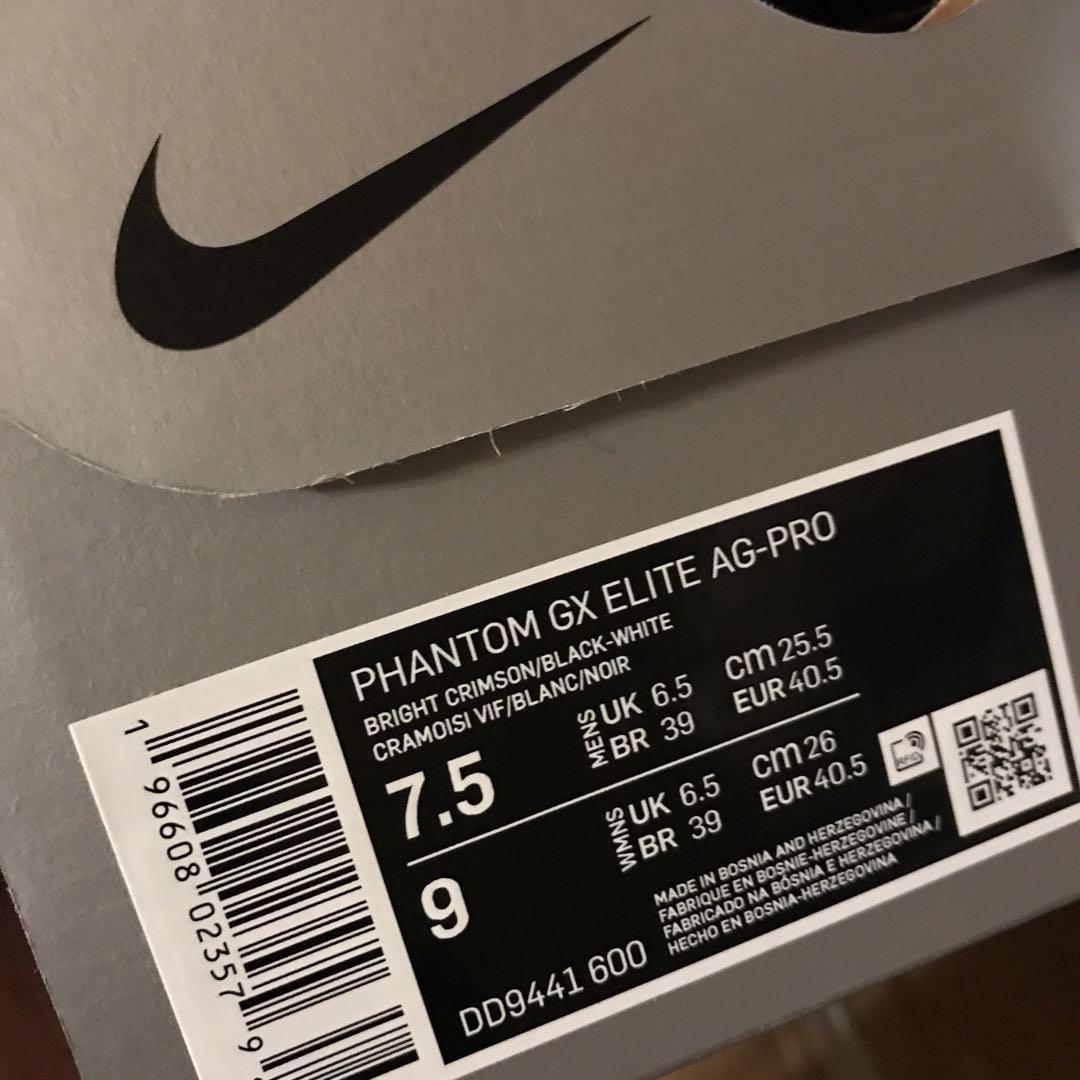 PHANTOM GX ELITE AG-PRO
BRIGHT CRIMSON/BLACK-WHITE
CRAMOISI VIF/BLANC/NOIR
7.5
MENS
UK 6.5
BR 39
cm 25.5
EUR 40.5
9
WMNS
UK 6.5
BR 39
cm 26
EUR 40.5
RFID
MADE IN BOSNIA AND HERZEGOVINA/
FABRIQUE EN BOSNIE-HERZEGOVINE/
FABRICADO NA BÓSNIA E HERZEGOVINA/
HECHO EN BOSNIA-HERZEGOVINA
DD9441 600
1 96608 02357 9